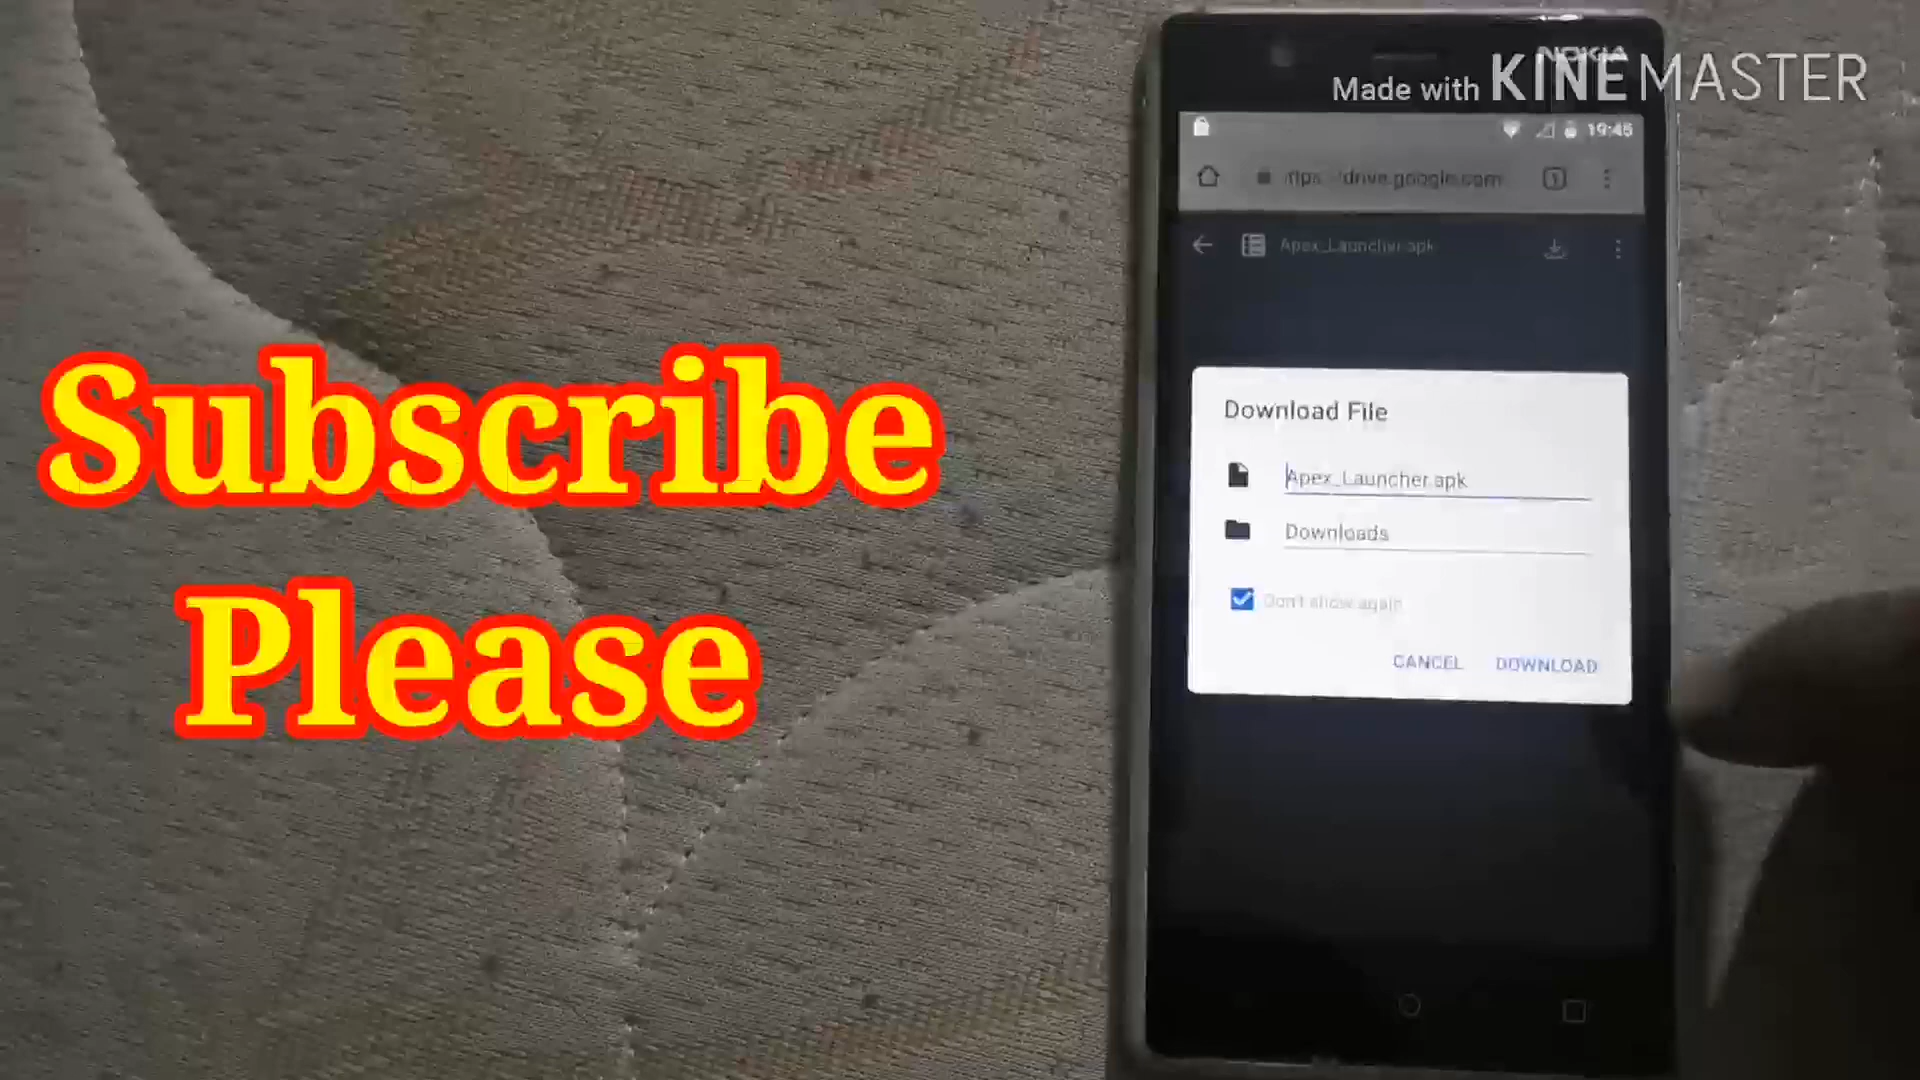 NOKIA
Made with KINEMASTER
19:45
drive.google.com
Apex_Launcher.apk
Download File
Apex_Launcher.apk
Downloads
Don't show again
CANCEL DOWNLOAD
Subscribe
Please